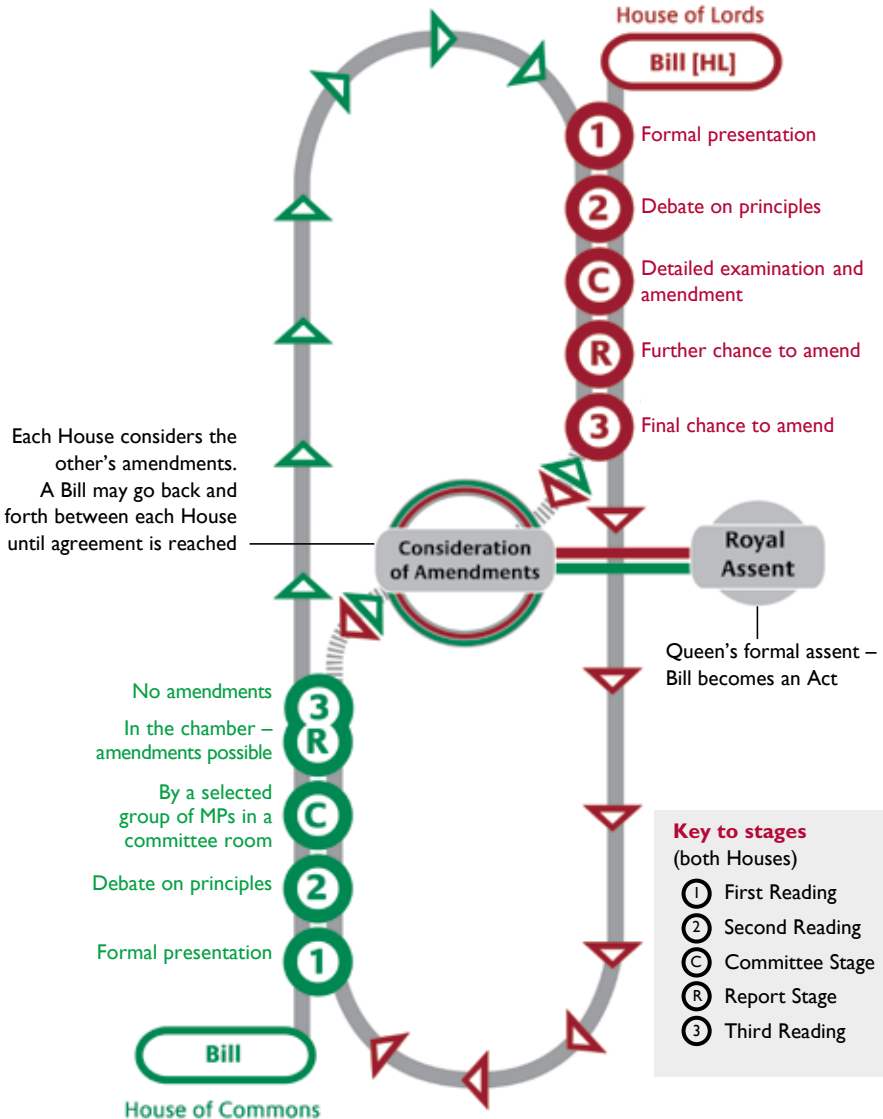 House of Lords
Bill [HL]
1
Formal presentation
2
Debate on principles
C
Detailed examination and
amendment
R
Further chance to amend
3
Final chance to amend
Each House considers the
other's amendments.
A Bill may go back and
forth between each House
until agreement is reached
Consideration
of Amendments
Royal
Assent
Queen's formal assent –
Bill becomes an Act
No amendments
3
In the chamber –
amendments possible
R
By a selected
group of MPs in a
committee room
C
Debate on principles
2
Formal presentation
1
Bill
House of Commons
Key to stages
(both Houses)
1 First Reading
2 Second Reading
C Committee Stage
R Report Stage
3 Third Reading